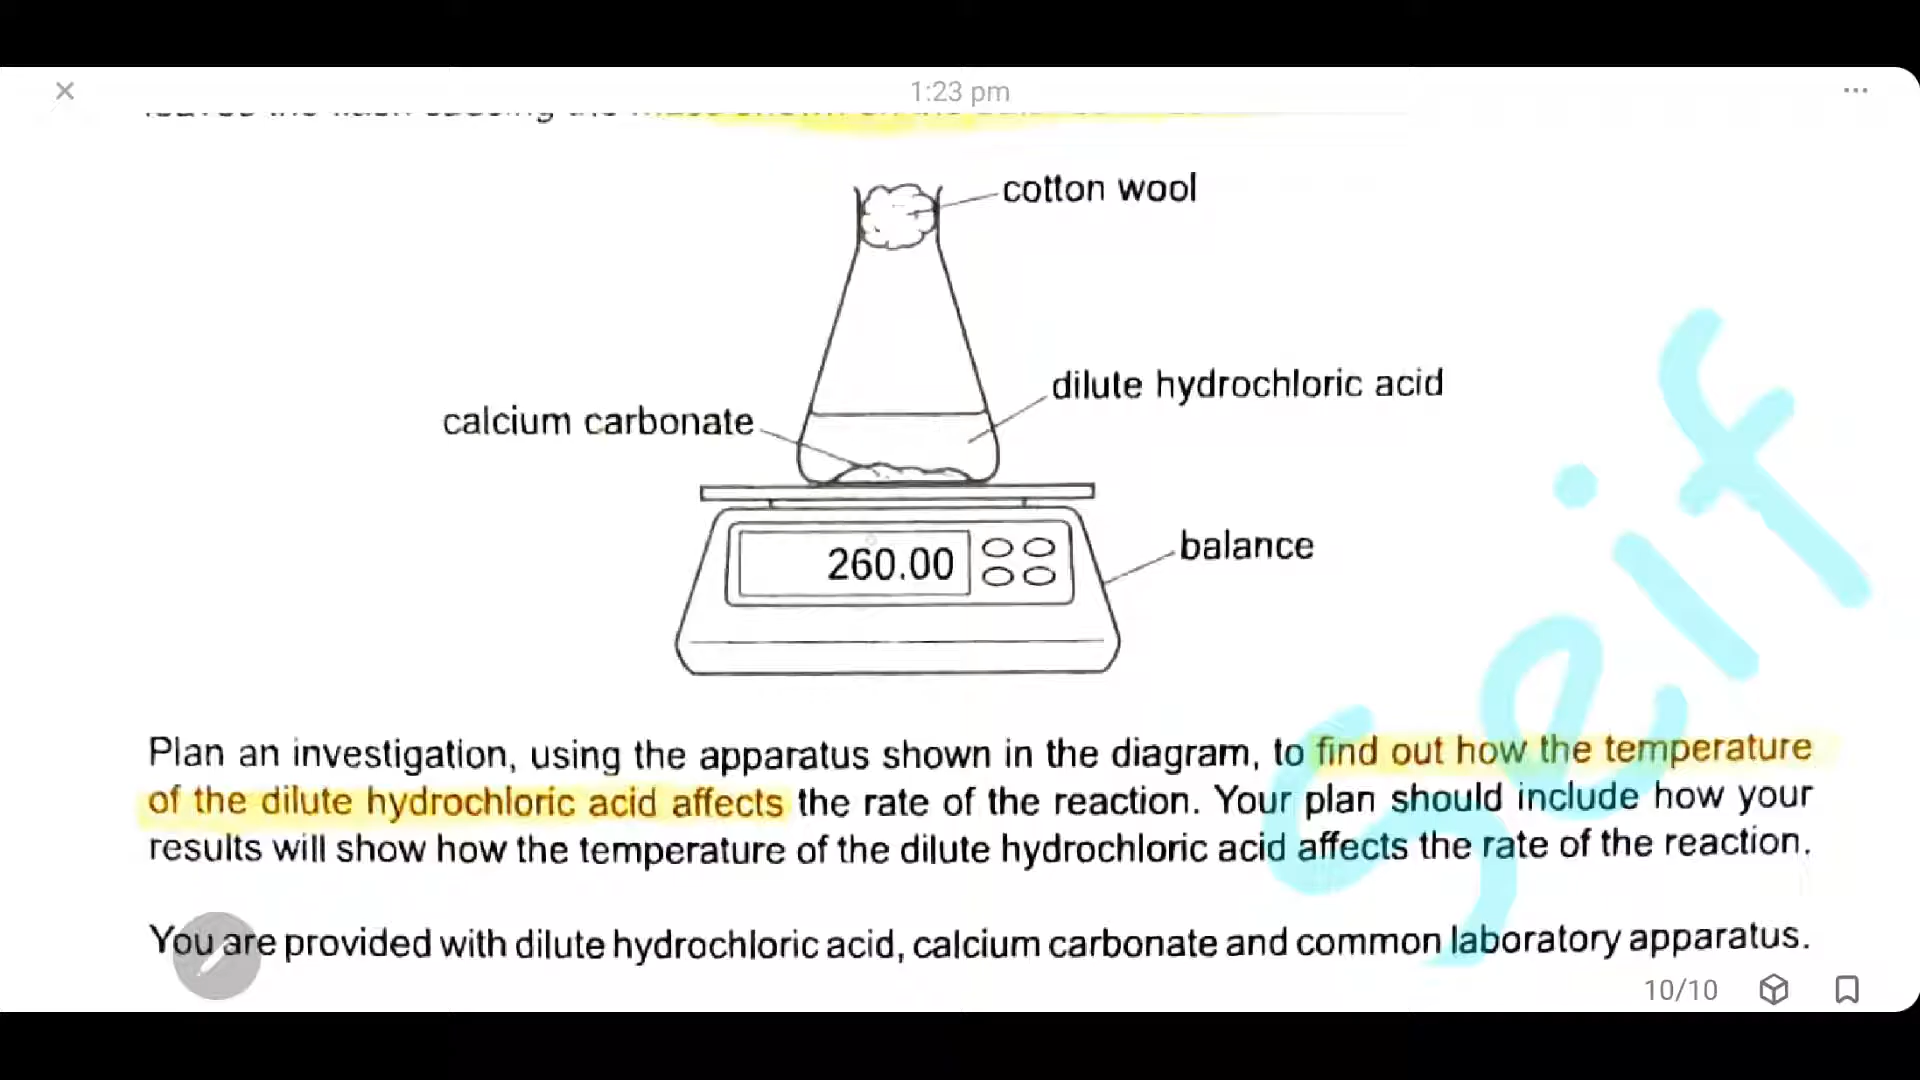 1:23 pm
cotton wool
dilute hydrochloric acid
calcium carbonate
balance
260.00
Plan an investigation, using the apparatus shown in the diagram, to find out how the temperature
of the dilute hydrochloric acid affects the rate of the reaction. Your plan should include how your
results will show how the temperature of the dilute hydrochloric acid affects the rate of the reaction.
You are provided with dilute hydrochloric acid, calcium carbonate and common laboratory apparatus.
10/10
Seif